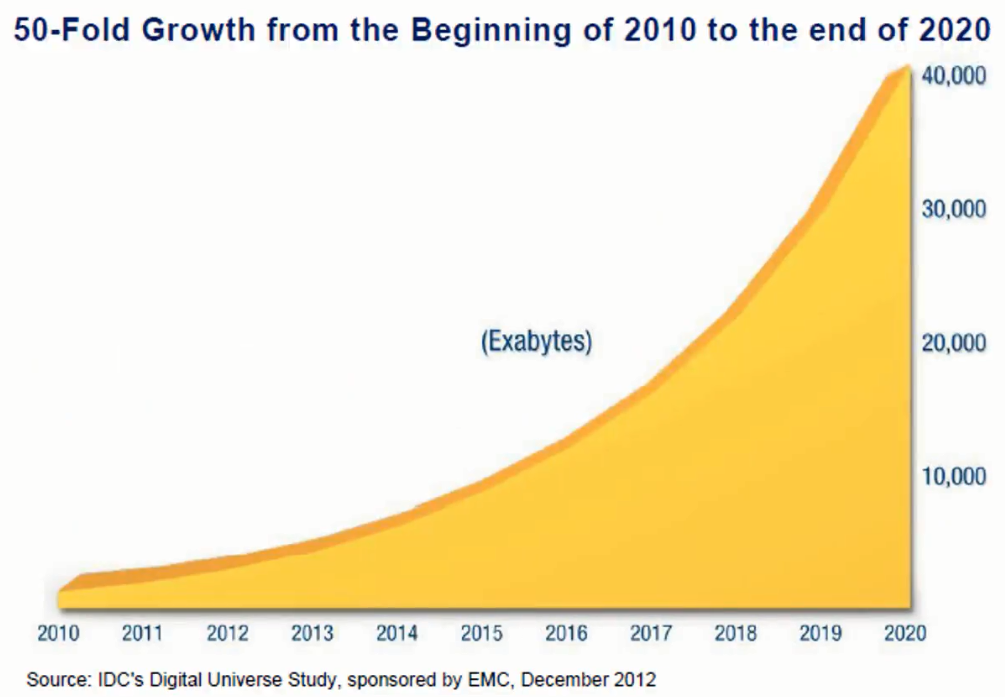 50-Fold Growth from the Beginning of 2010 to the end of 2020
40,000
30,000
(Exabytes)
20,000
10,000
2010 2011 2012 2013 2014 2015 2016 2017 2018 2019 2020
Source: IDC's Digital Universe Study, sponsored by EMC, December 2012